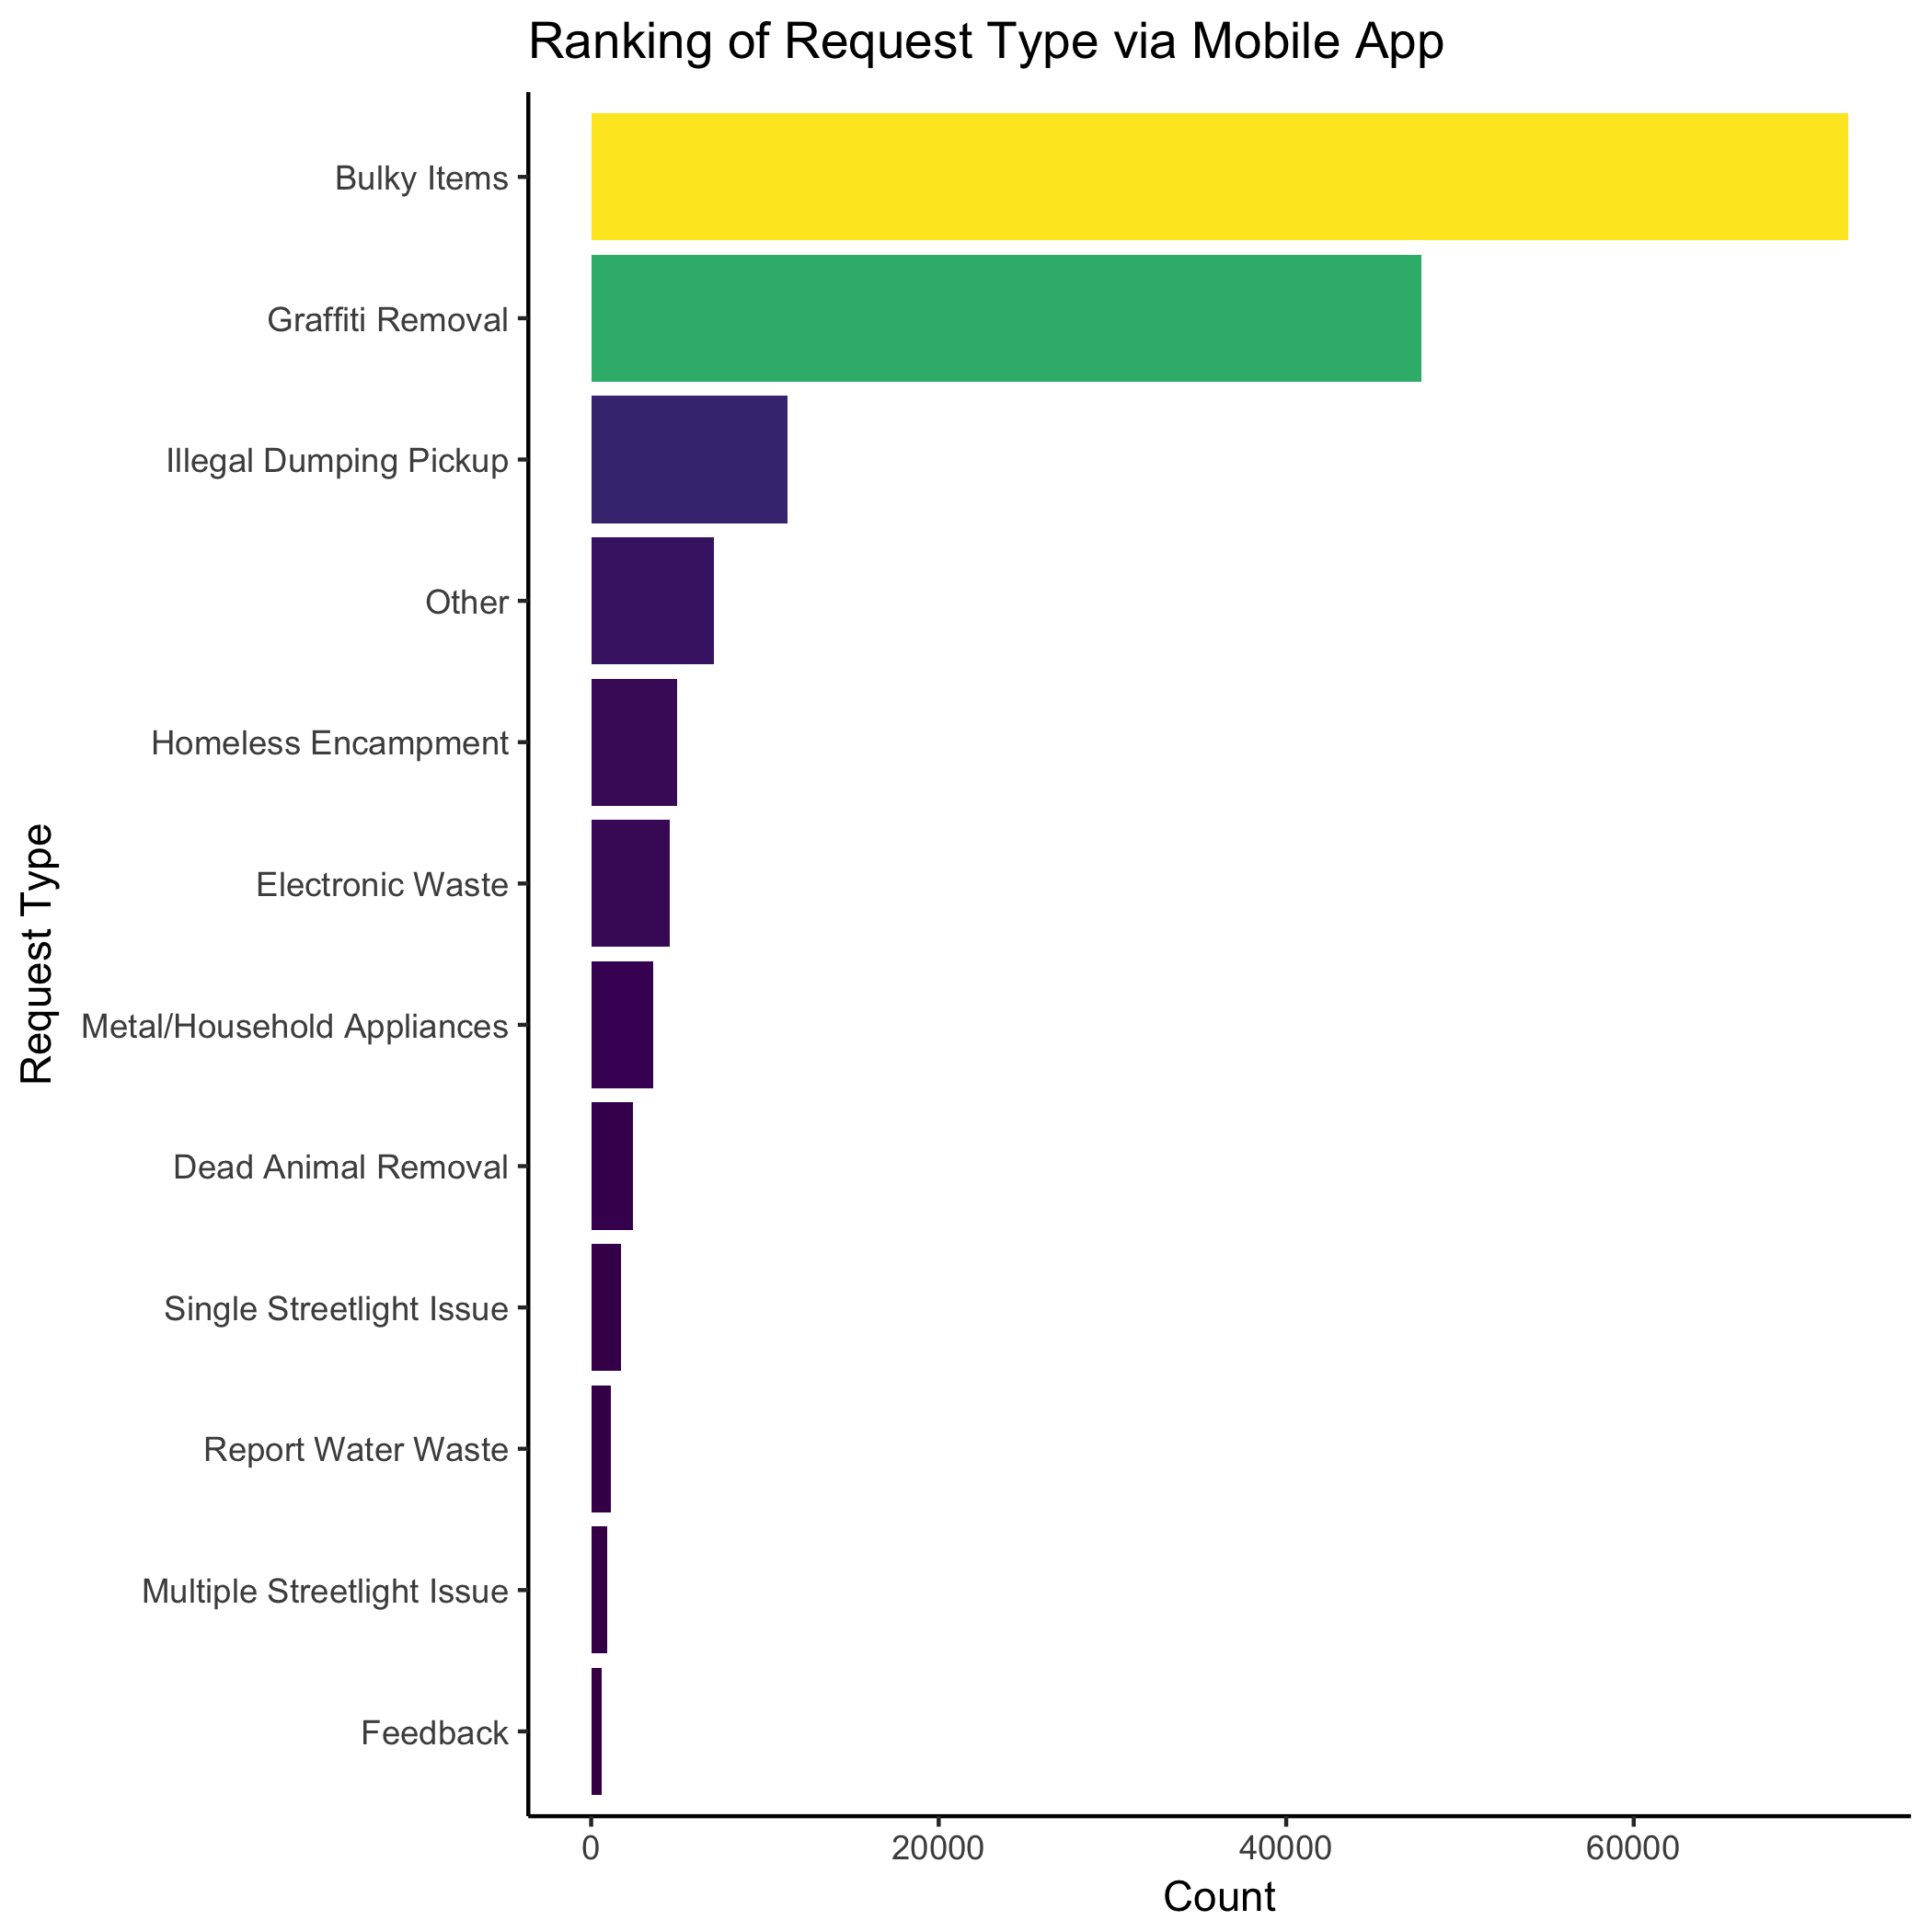 Ranking of Request Type via Mobile App
Request Type
Bulky Items
Graffiti Removal
Illegal Dumping Pickup
Other
Homeless Encampment
Electronic Waste
Metal/Household Appliances
Dead Animal Removal
Single Streetlight Issue
Report Water Waste
Multiple Streetlight Issue
Feedback
0 20000 40000 60000
Count